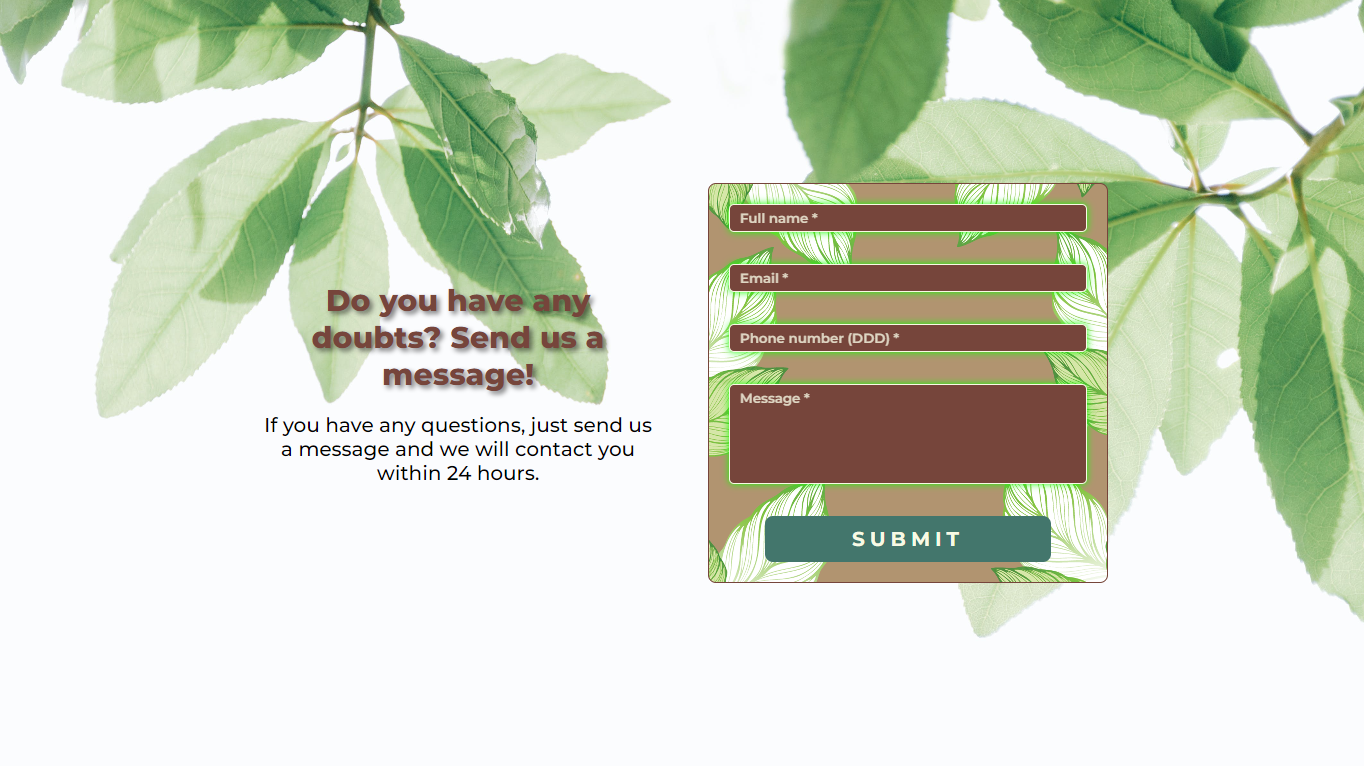 Do you have any
doubts? Send us a
message!
If you have any questions, just send us
a message and we will contact you
within 24 hours.
Full name *
Email *
Phone number (DDD) *
Message *
SUBMIT